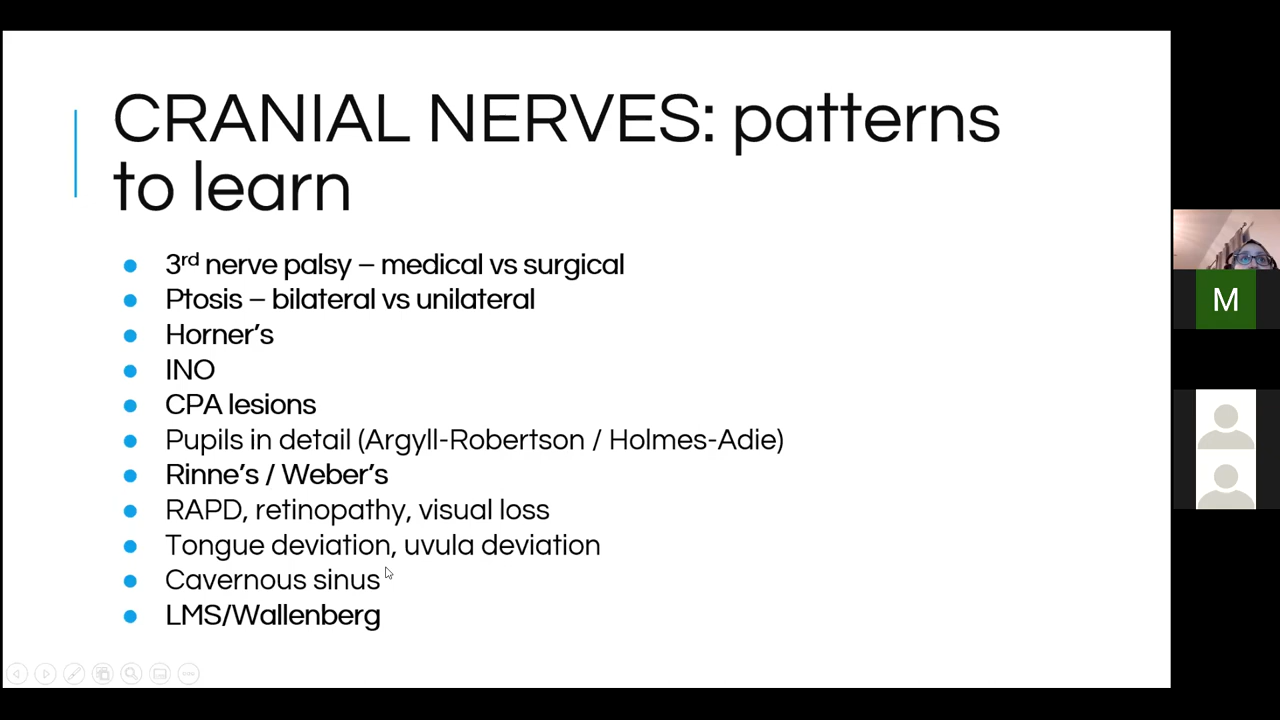 CRANIAL NERVES: patterns
to learn
3rd nerve palsy – medical vs surgical
Ptosis – bilateral vs unilateral
Horner’s
INO
CPA lesions
Pupils in detail (Argyll-Robertson / Holmes-Adie)
Rinne’s / Weber’s
RAPD, retinopathy, visual loss
Tongue deviation, uvula deviation
Cavernous sinus
LMS/Wallenberg
M